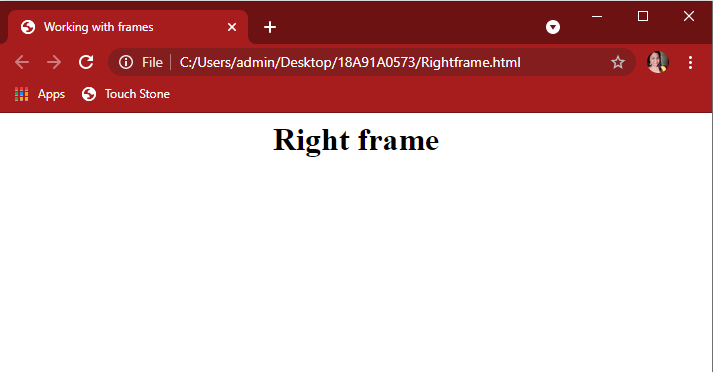 Working with frames
File C:/Users/admin/Desktop/18A91A0573/Rightframe.html
Apps Touch Stone
Right frame